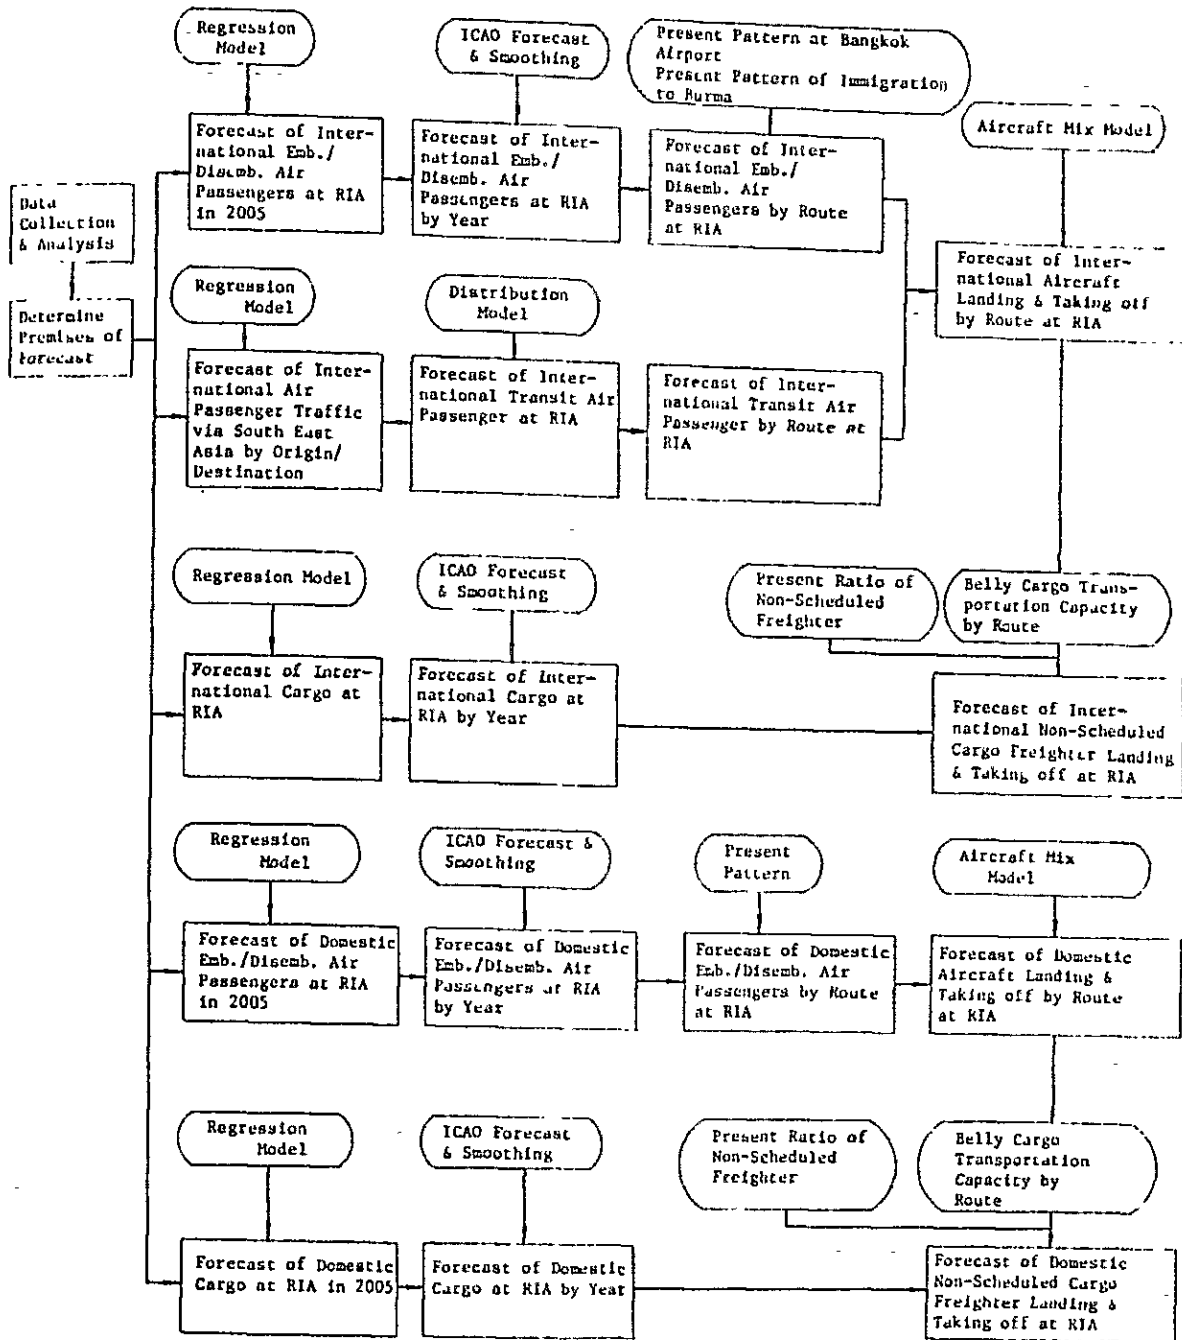 Regression
Model
ICAO Forecast
& Smoothing
Present Pattern at Bangkok
Airport
Present Pattern of Immigration
to Burma
Aircraft Mix Model
Data
Collection
& Analysis
Determine
Premises of
Forecast
Forecast of Inter-
national Emb./
Disemb. Air
Passengers at RIA
in 2005
Forecast of Inter-
national Emb./
Disemb. Air
Passengers at RIA
by Year
Forecast of Inter-
national Emb./
Disemb. Air
Passengers by Route
at RIA
Forecast of Inter-
national Aircraft
Landing & Taking off
by Route at RIA
Regression
Model
Distribution
Model
Forecast of Inter-
national Air
Passenger Traffic
via South East
Asia by Origin/
Destination
Forecast of Inter-
national Transit Air
Passenger at RIA
Forecast of Inter-
national Transit Air
Passenger by Route at
RIA
Regression Model
ICAO Forecast
& Smoothing
Present Ratio of
Non-Scheduled
Freighter
Belly Cargo Trans-
portation Capacity
by Route
Forecast of Inter-
national Cargo at
RIA
Forecast of Inter-
national Cargo at
RIA by Year
Forecast of Inter-
national Non-Scheduled
Cargo Freighter Landing
& Taking off at RIA
Regression
Model
ICAO Forecast &
Smoothing
Present
Pattern
Aircraft Mix
Model
Forecast of Domestic
Emb./Disemb. Air
Passengers at RIA
in 2005
Forecast of Domestic
Emb./Disemb. Air
Passengers at RIA
by Year
Forecast of Domestic
Emb./Disemb. Air
Passengers by Route
at RIA
Forecast of Domestic
Aircraft Landing &
Taking off by Route
at RIA
Regression
Model
ICAO Forecast
& Smoothing
Present Ratio of
Non-Scheduled
Freighter
Belly Cargo
Transportation
Capacity by
Route
Forecast of Domestic
Cargo at RIA in 2005
Forecast of Domestic
Cargo at RIA by Year
Forecast of Domestic
Non-Scheduled Cargo
Freighter Landing &
Taking off at RIA